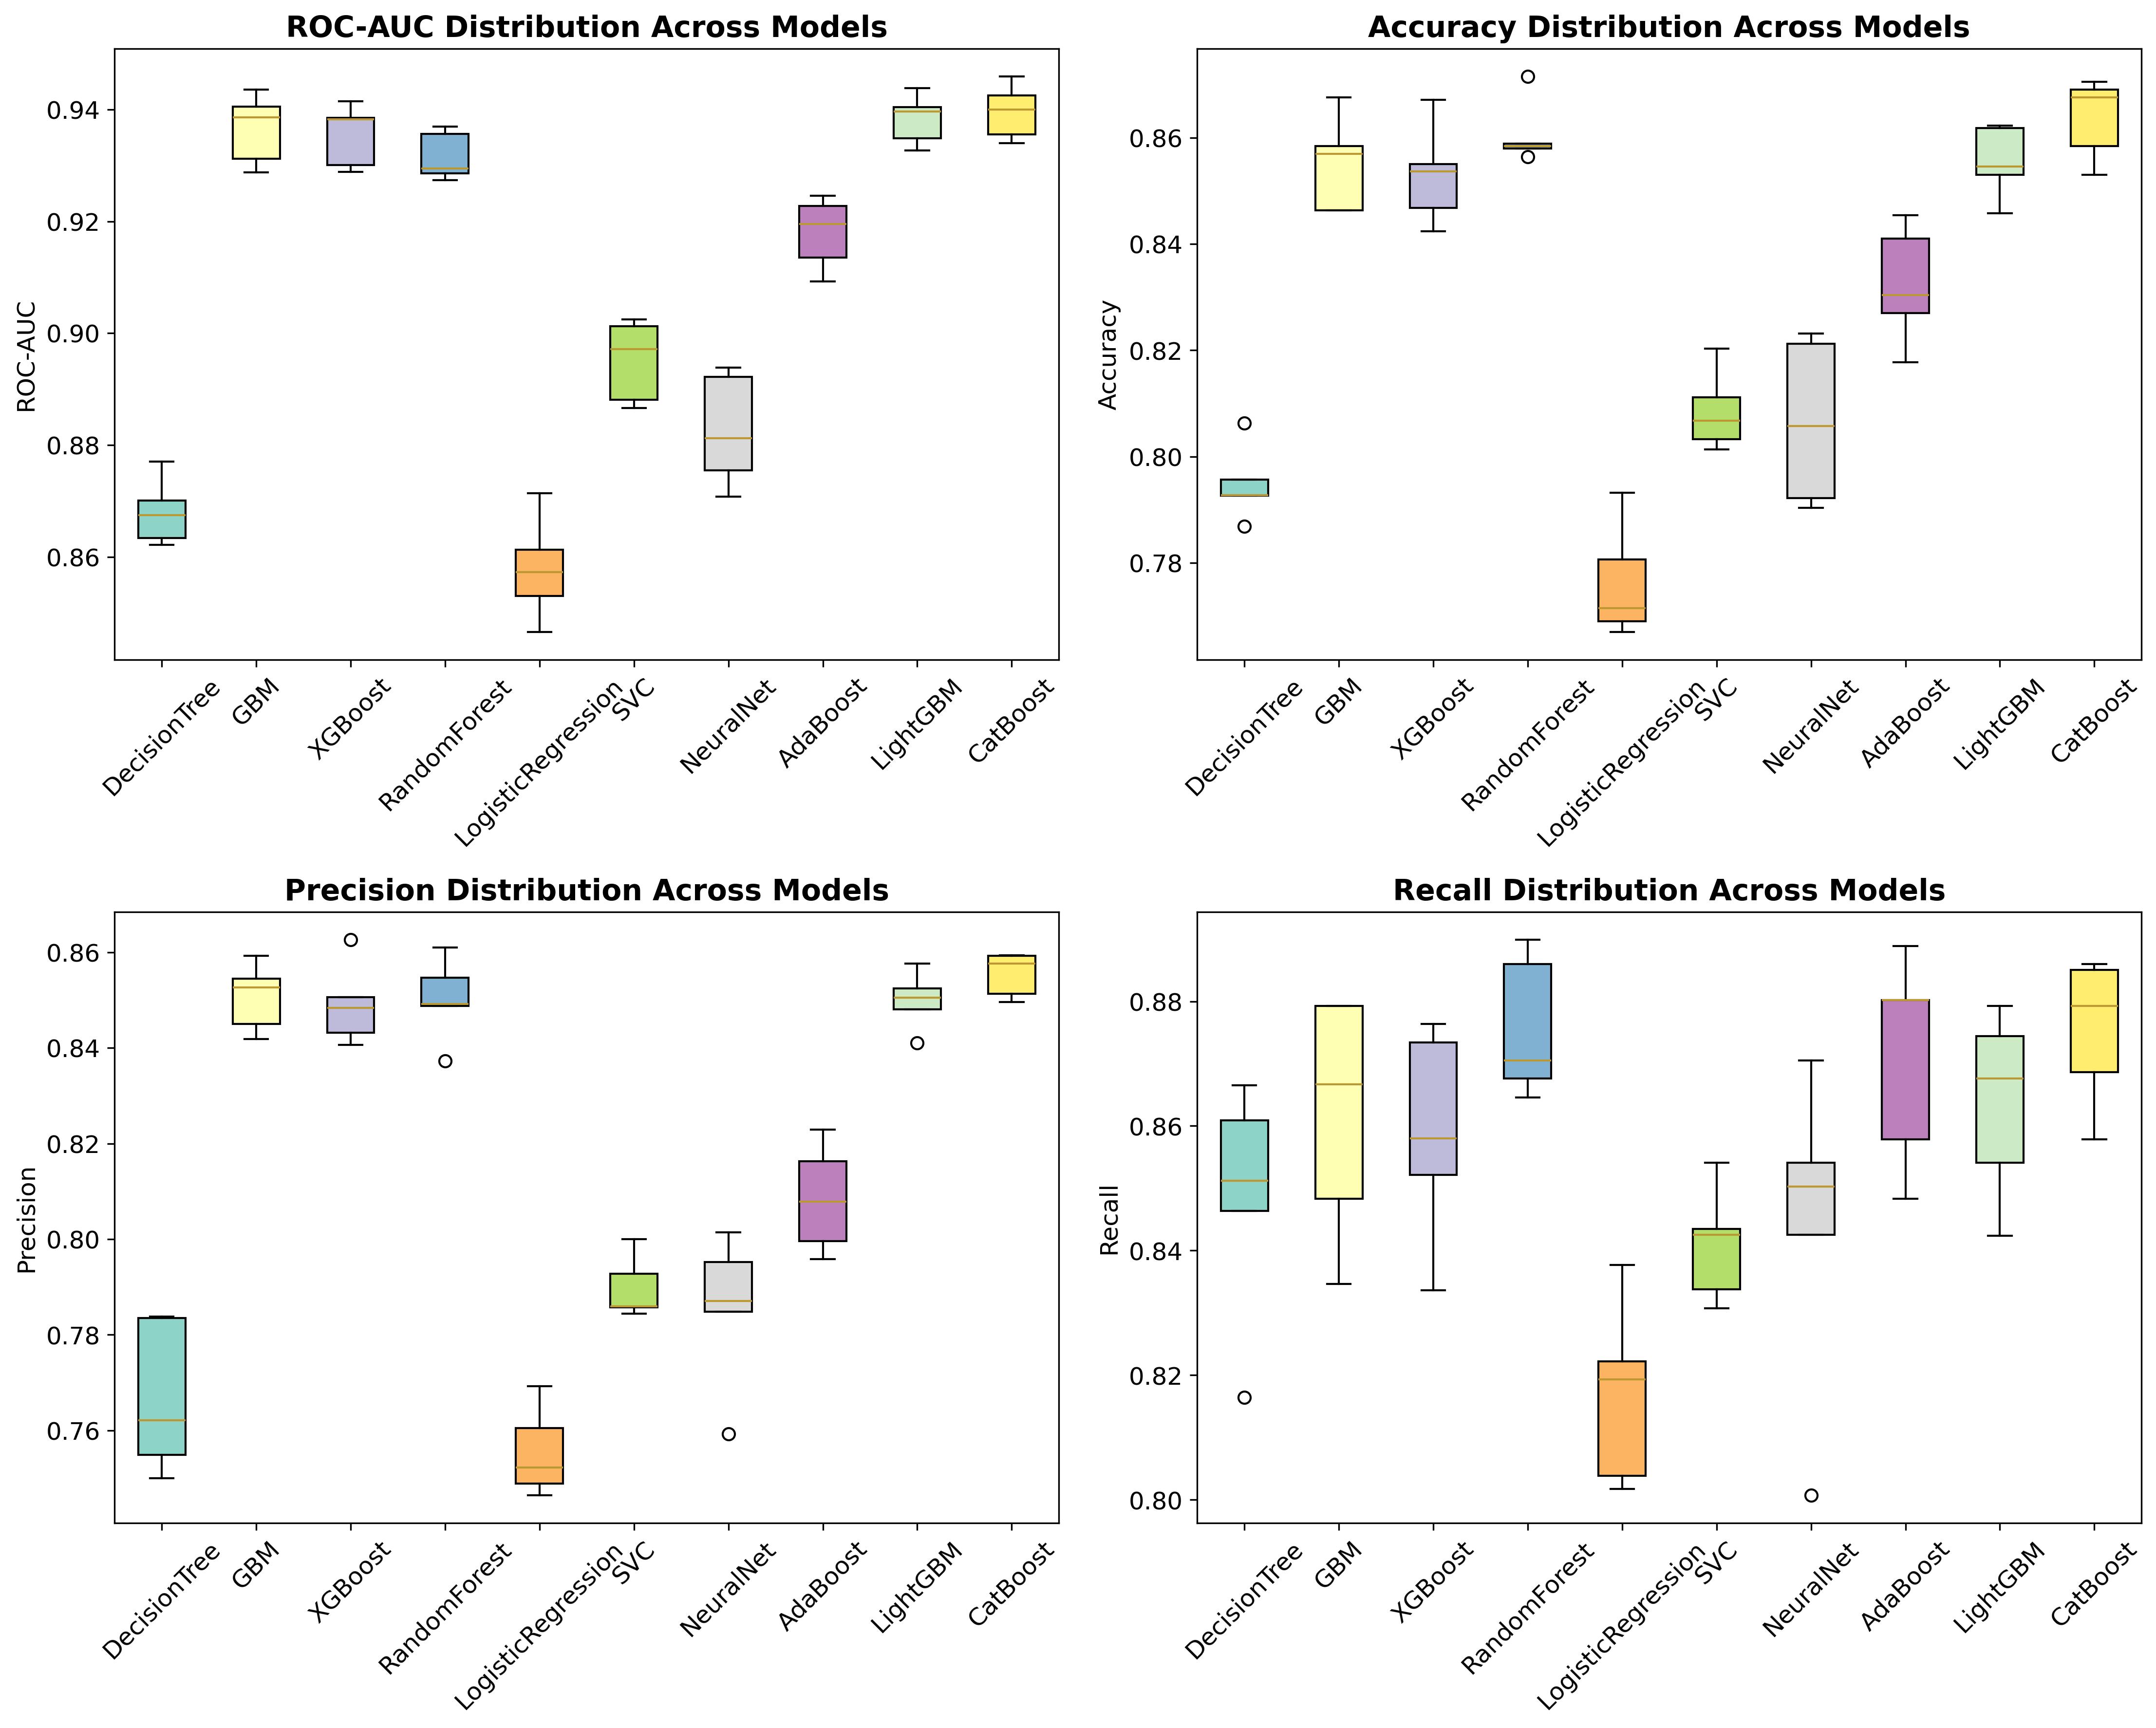 ROC-AUC Distribution Across Models
ROC-AUC
0.94
0.92
0.90
0.88
0.86
DecisionTree
GBM
XGBoost
RandomForest
LogisticRegression
SVC
NeuralNet
AdaBoost
LightGBM
CatBoost
Accuracy Distribution Across Models
Accuracy
0.86
0.84
0.82
0.80
0.78
DecisionTree
GBM
XGBoost
RandomForest
LogisticRegression
SVC
NeuralNet
AdaBoost
LightGBM
CatBoost
Precision Distribution Across Models
Precision
0.86
0.84
0.82
0.80
0.78
0.76
DecisionTree
GBM
XGBoost
RandomForest
LogisticRegression
SVC
NeuralNet
AdaBoost
LightGBM
CatBoost
Recall Distribution Across Models
Recall
0.88
0.86
0.84
0.82
0.80
DecisionTree
GBM
XGBoost
RandomForest
LogisticRegression
SVC
NeuralNet
AdaBoost
LightGBM
CatBoost